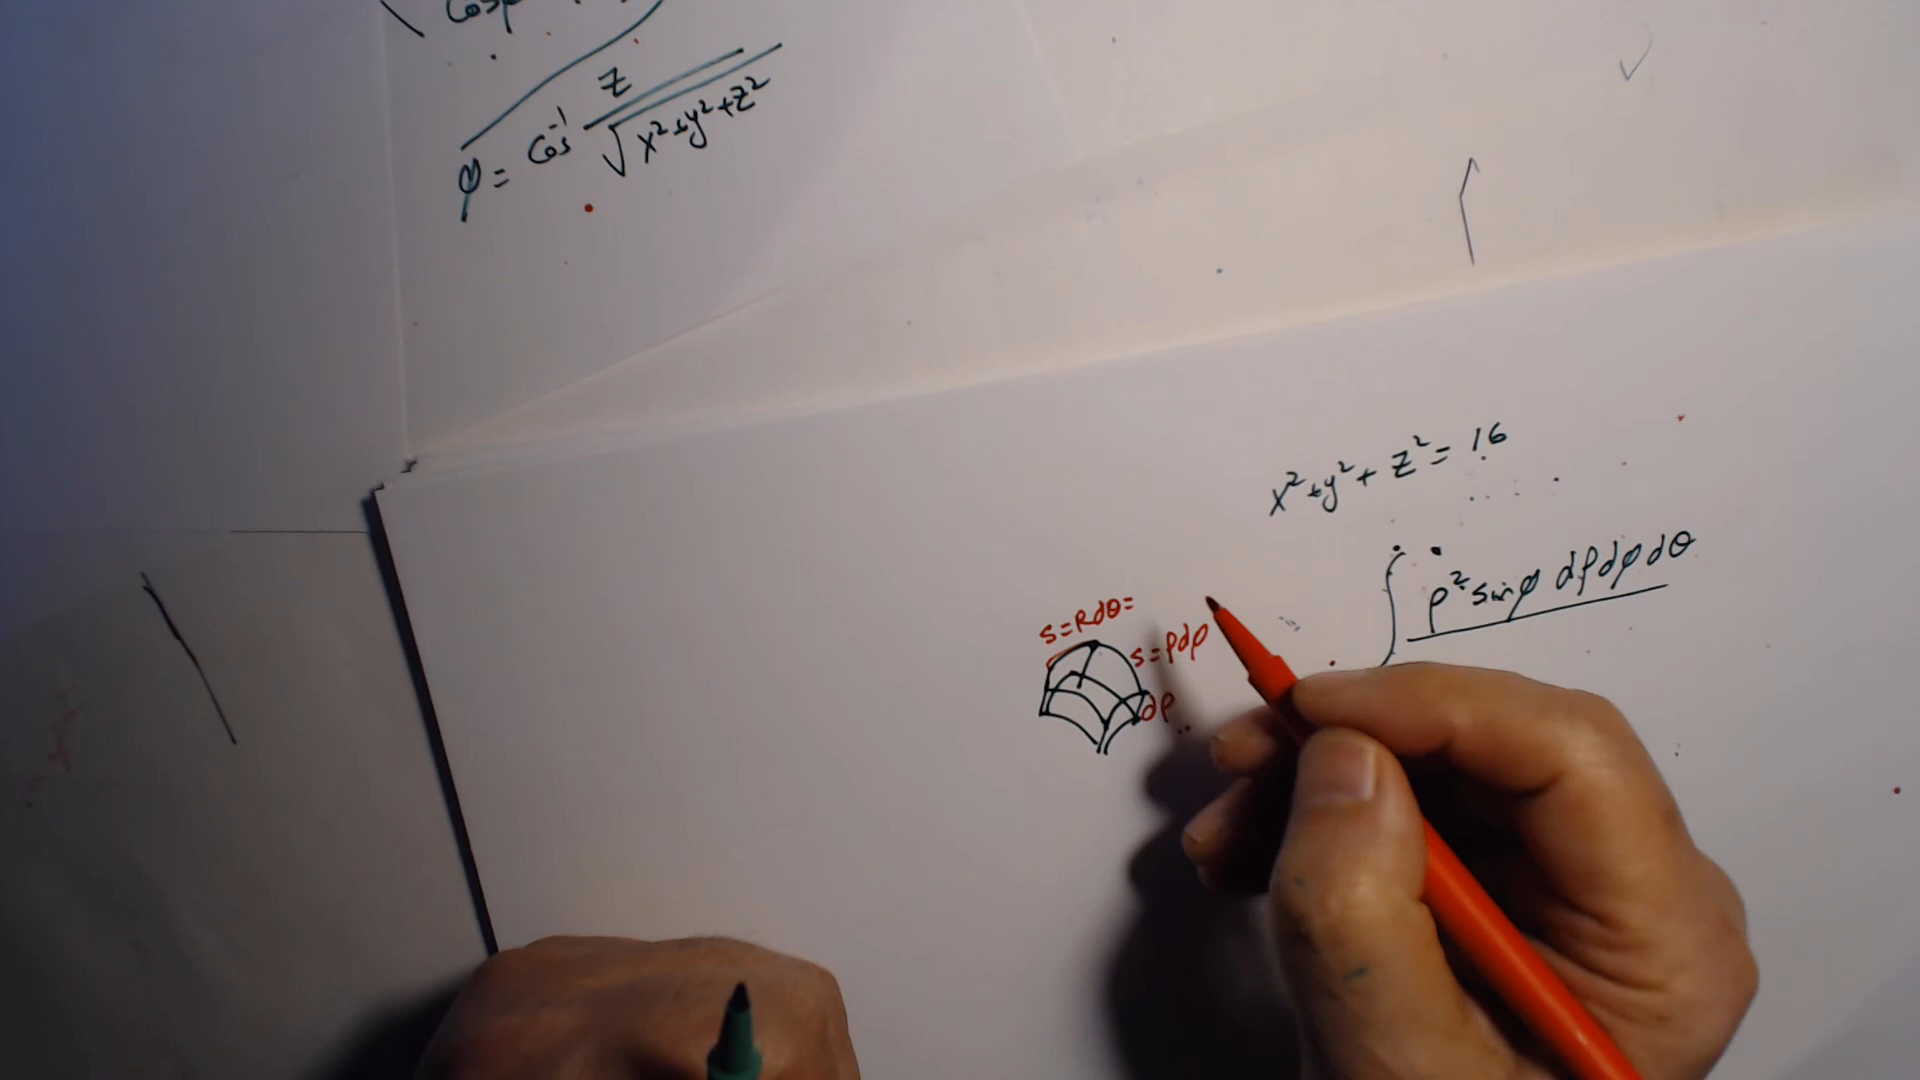 φ = cos⁻¹ z/√(x²+y²+z²)
x²+y²+z² = 16
∫ ρ² sinφ dρdφdθ
s=Rdθ=
s=ρdφ
dρ